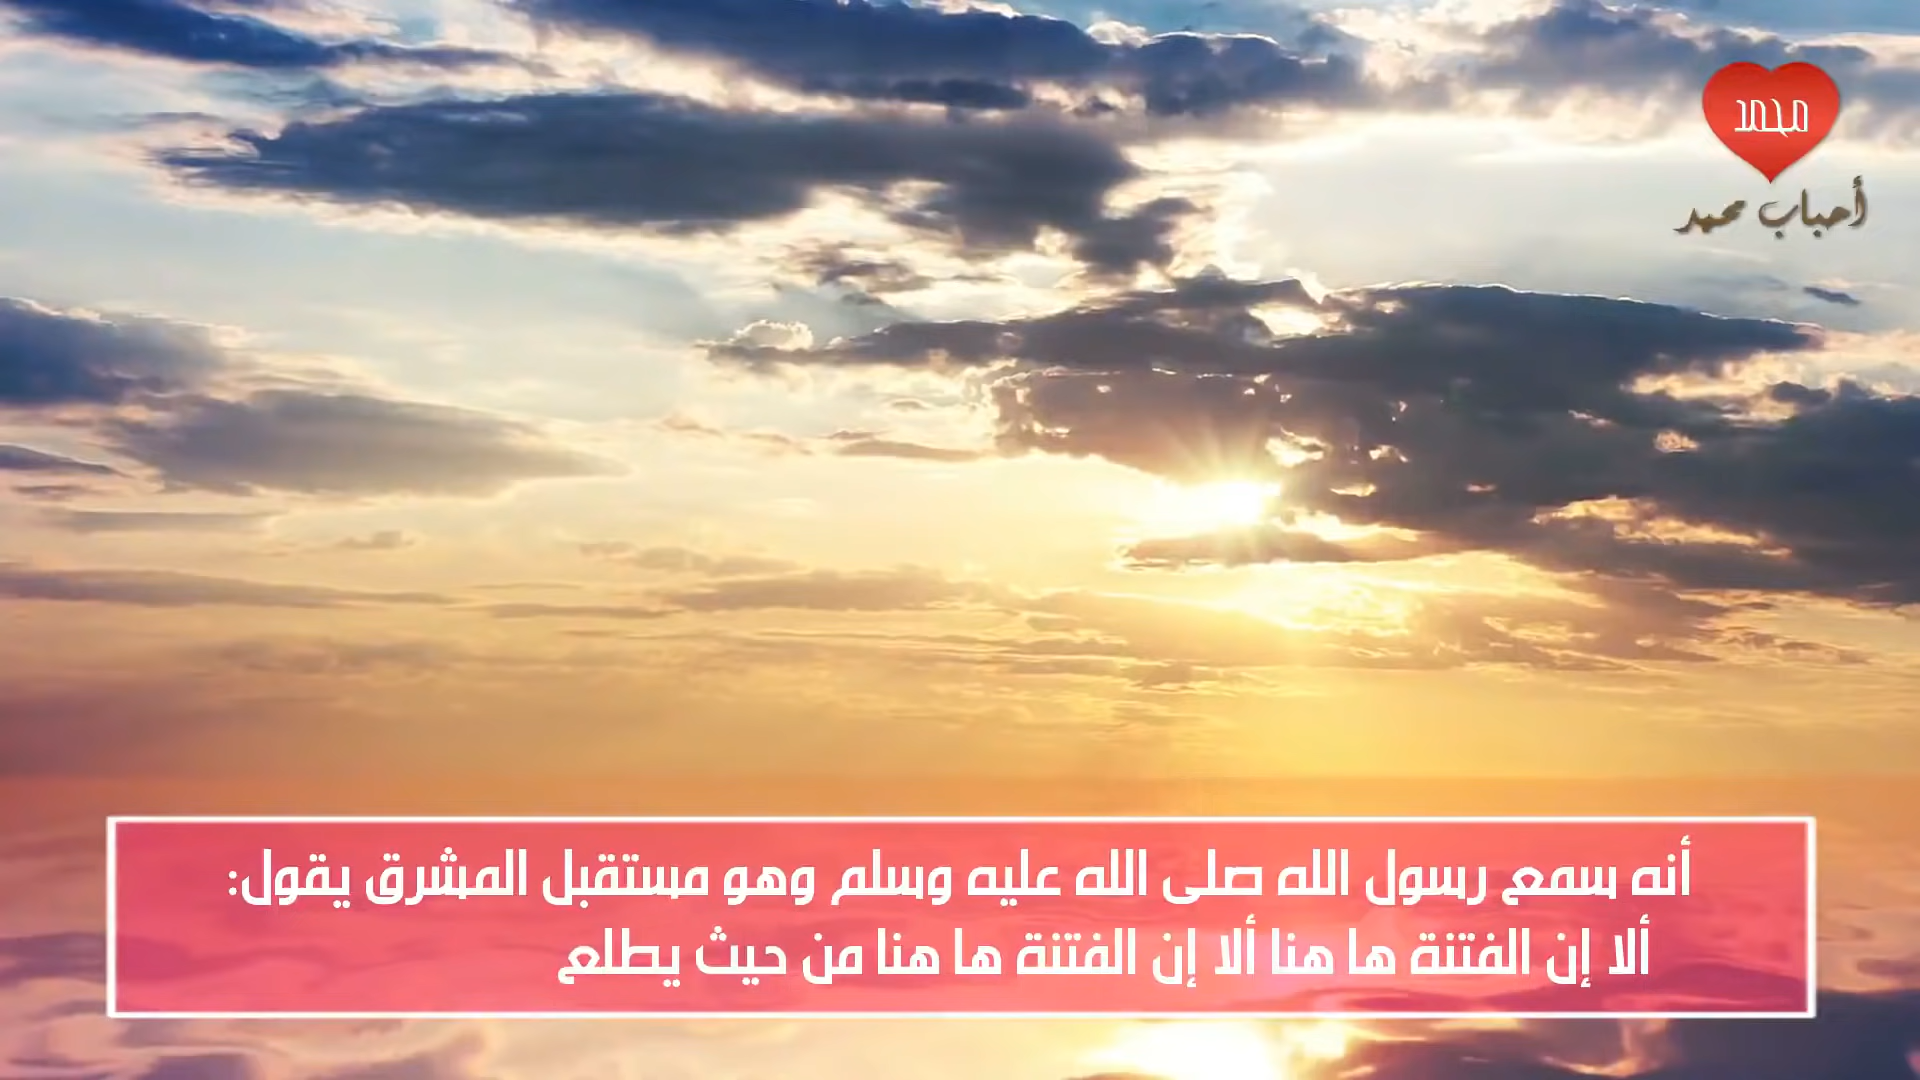 محمد
أحباب محمد
أنه سمع رسول الله صلى الله عليه وسلم وهو مستقبل المشرق يقول:
ألا إن الفتنة ها هنا ألا إن الفتنة ها هنا من حيث يطلع